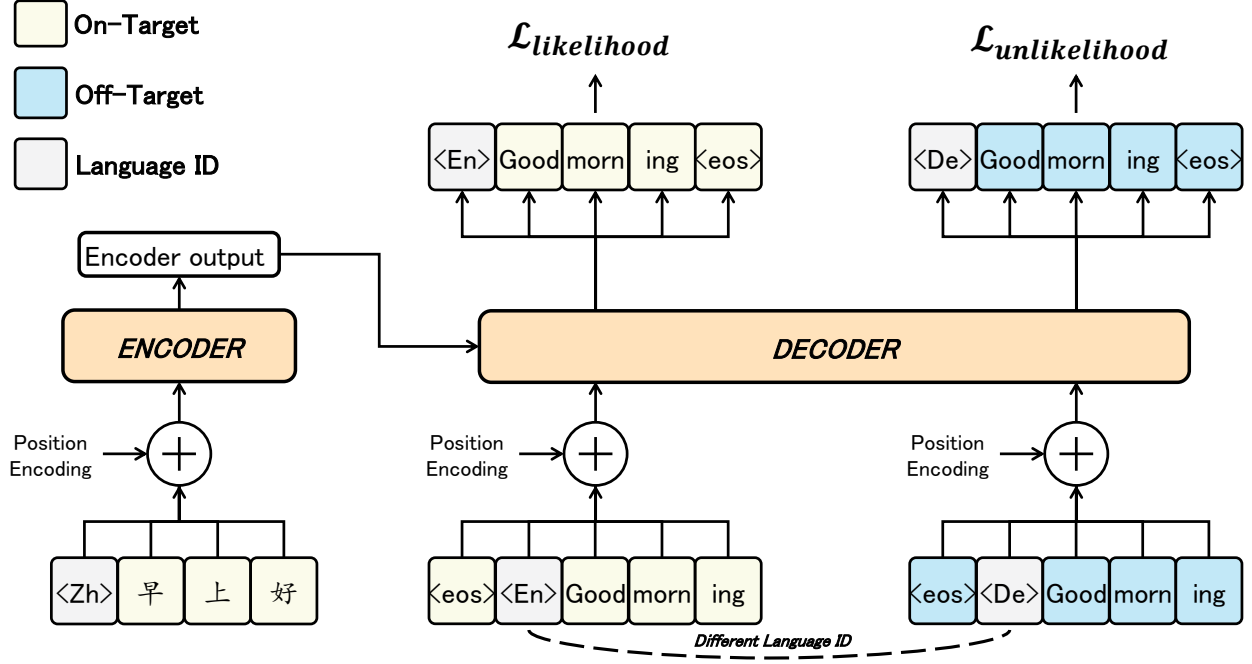 On-Target
Off-Target
Language ID
ℒlikelihood
ℒunlikelihood
<En> Good morn ing <eos>
<De> Good morn ing <eos>
Encoder output
ENCODER
DECODER
Position
Encoding
Position
Encoding
Position
Encoding
<Zh> 早 上 好
<eos> <En> Good morn ing
<eos> <De> Good morn ing
Different Language ID